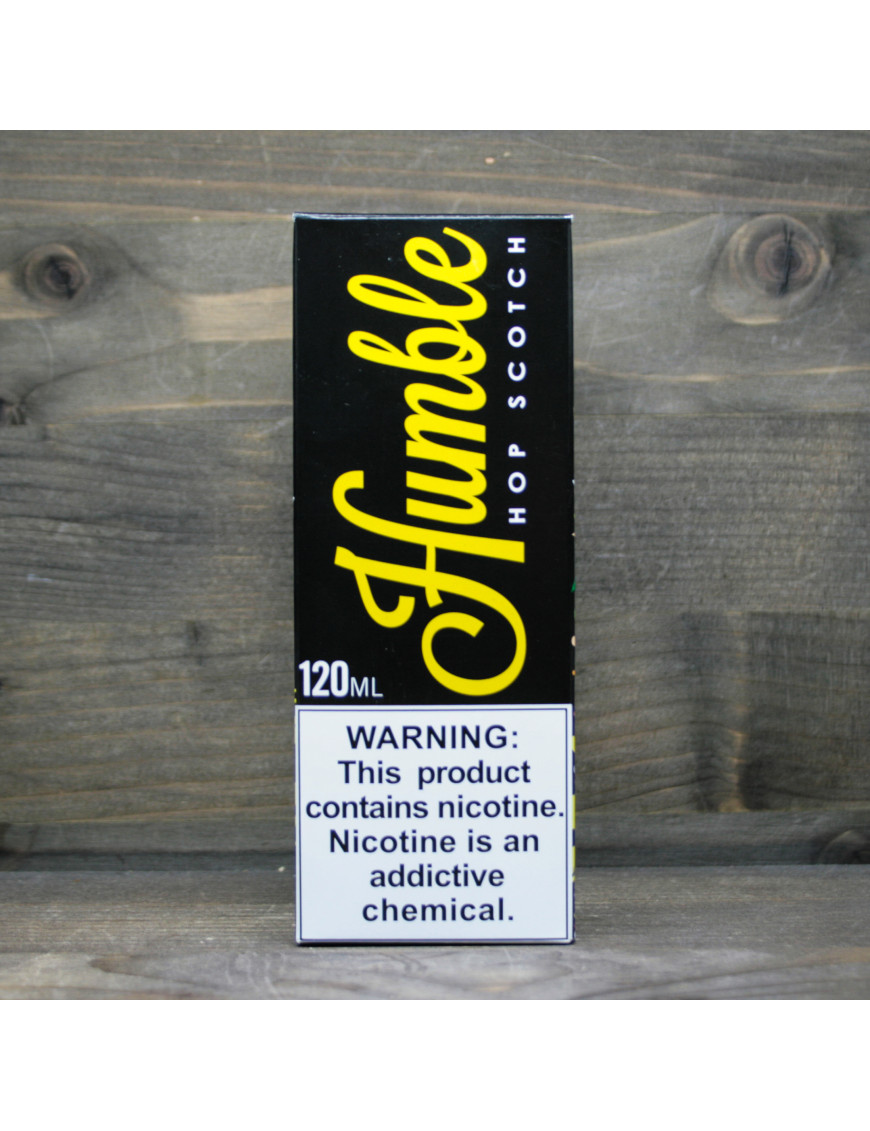 Humble
HOP SCOTCH
120ML
WARNING:
This product
contains nicotine.
Nicotine is an
addictive
chemical.